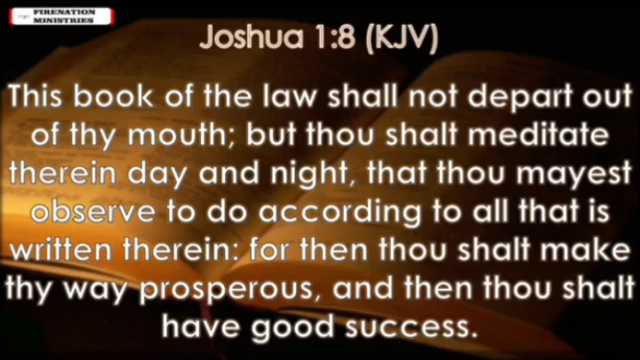 FIRENATION
MINISTRIES
Joshua 1:8 (KJV)
This book of the law shall not depart out
of thy mouth; but thou shalt meditate
therein day and night, that thou mayest
observe to do according to all that is
written therein: for then thou shalt make
thy way prosperous, and then thou shalt
have good success.